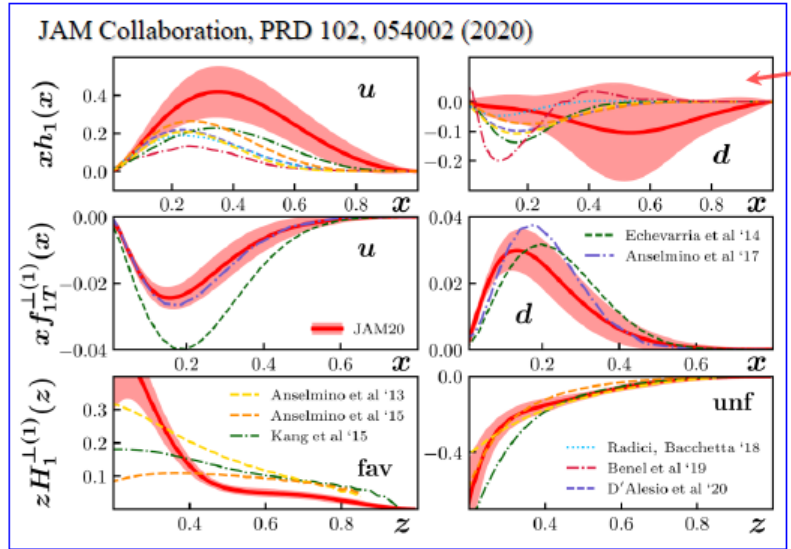 JAM Collaboration, PRD 102, 054002 (2020)
xh₁(x)
0.4
0.2
0.0
u
0.2 0.4 0.6 0.8 x
0.0
−0.1
−0.2
d
0.2 0.4 0.6 0.8 x
xf₁T^⊥(1)(x)
0.00
−0.02
−0.04
u
JAM20
0.2 0.4 0.6 0.8 x
0.04
0.02
0.00
Echevarria et al ‘14
Anselmino et al ‘17
d
0.2 0.4 0.6 0.8 x
zH₁^⊥(1)(z)
0.3
0.2
0.1
Anselmino et al ‘13
Anselmino et al ‘15
Kang et al ‘15
fav
0.4 0.6 0.8 z
0.0
−0.4
unf
Radici, Bacchetta ‘18
Benel et al ‘19
D′Alesio et al ‘20
0.4 0.6 0.8 z